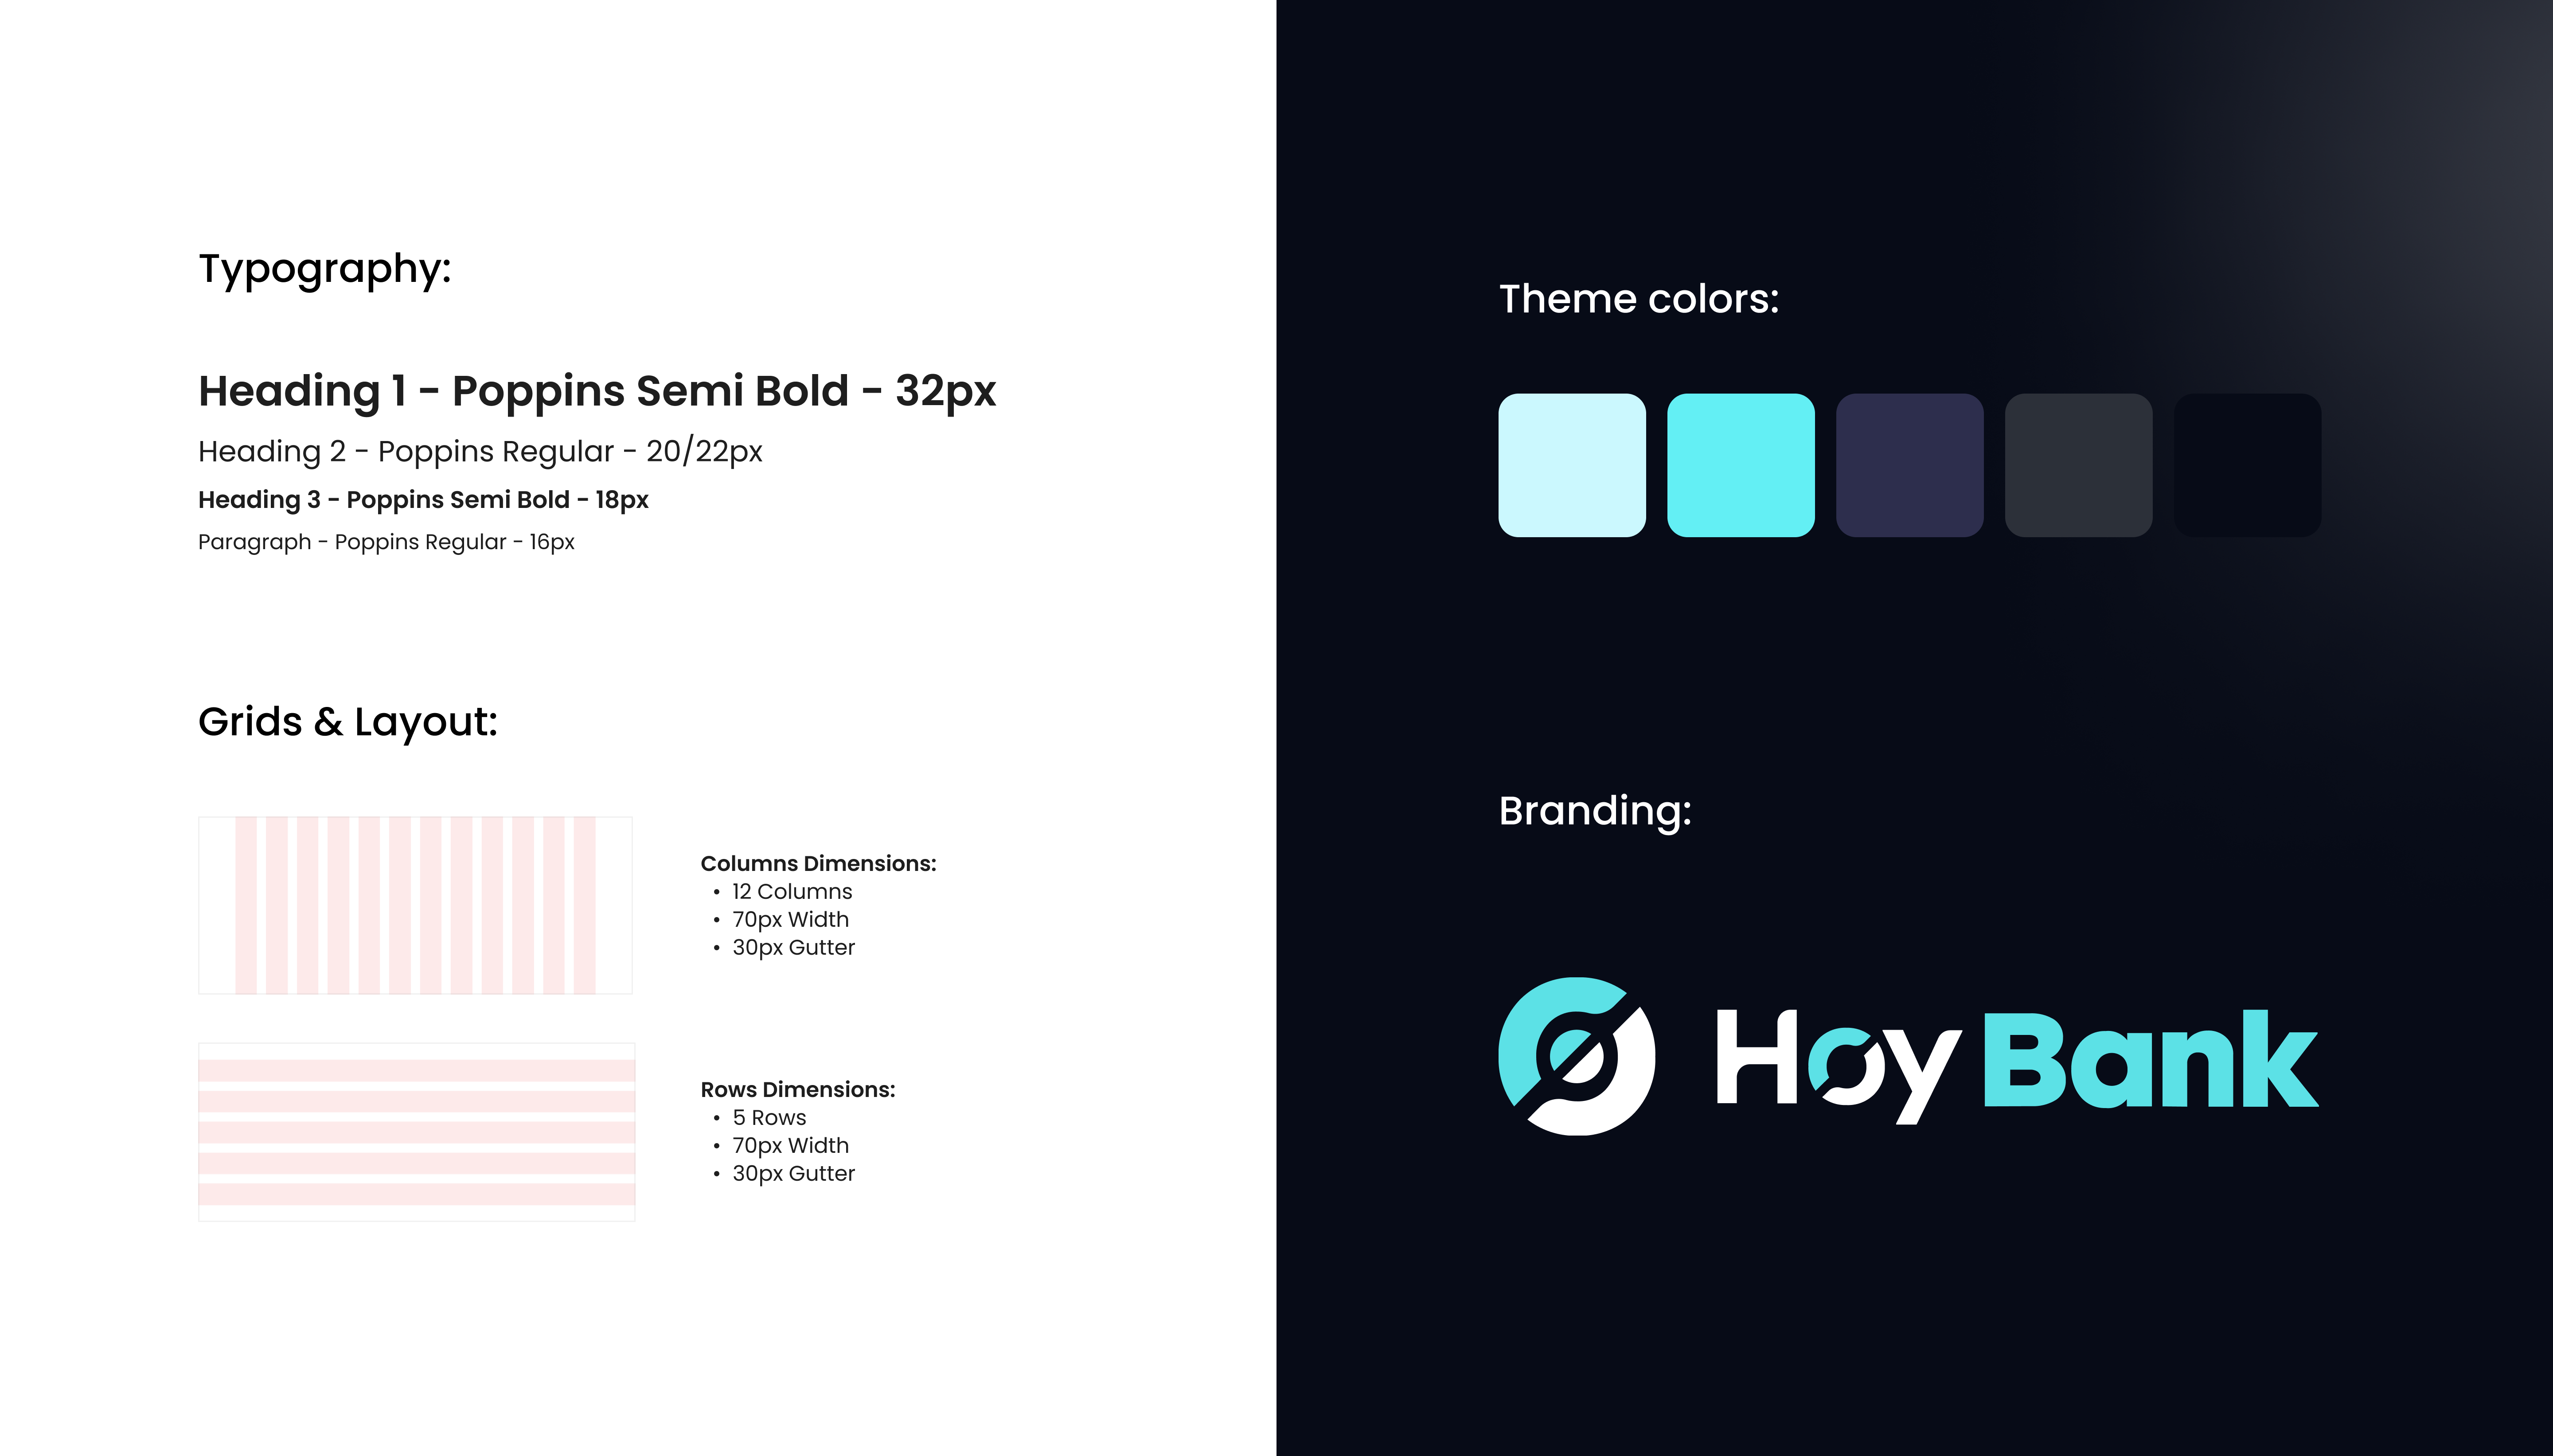 Typography:
Heading 1 - Poppins Semi Bold - 32px
Heading 2 - Poppins Regular - 20/22px
Heading 3 - Poppins Semi Bold - 18px
Paragraph - Poppins Regular - 16px
Grids & Layout:
Columns Dimensions:
• 12 Columns
• 70px Width
• 30px Gutter
Rows Dimensions:
• 5 Rows
• 70px Width
• 30px Gutter
Theme colors:
Branding:
Hoy Bank